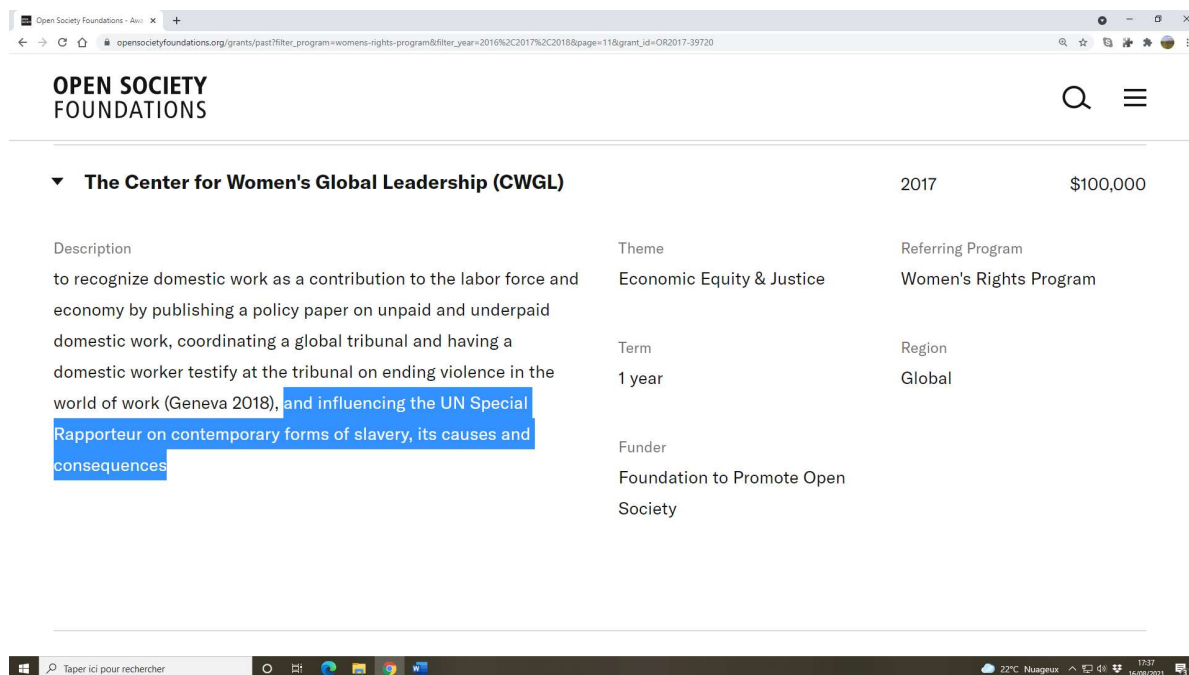 Open Society Foundations - Awa
opensocietyfoundations.org/grants/past?filter_program=womens-rights-program&filter_year=2016%2C2017%2C2018&page=11&grant_id=OR2017-39720
OPEN SOCIETY
FOUNDATIONS
The Center for Women's Global Leadership (CWGL) 2017 $100,000
Description
to recognize domestic work as a contribution to the labor force and
economy by publishing a policy paper on unpaid and underpaid
domestic work, coordinating a global tribunal and having a
domestic worker testify at the tribunal on ending violence in the
world of work (Geneva 2018), and influencing the UN Special
Rapporteur on contemporary forms of slavery, its causes and
consequences
Theme
Economic Equity & Justice
Term
1 year
Funder
Foundation to Promote Open
Society
Referring Program
Women's Rights Program
Region
Global
Taper ici pour rechercher
22°C Nuageux
17:37
16/08/2021